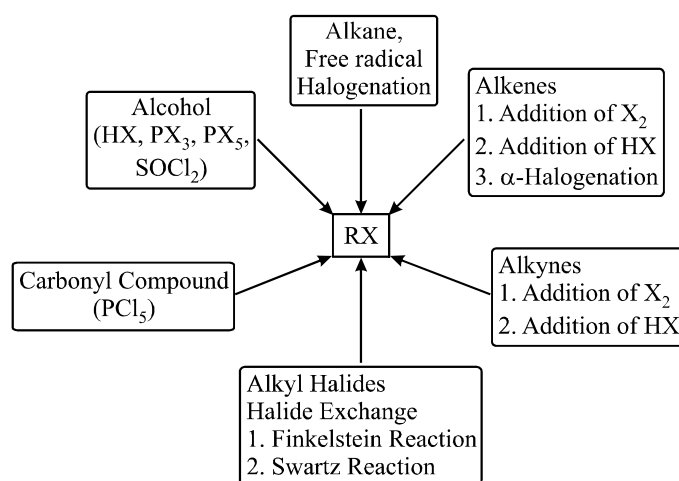 Alkane,
Free radical
Halogenation
Alcohol
(HX, PX₃, PX₅,
SOCl₂)
Alkenes
1. Addition of X₂
2. Addition of HX
3. α-Halogenation
RX
Carbonyl Compound
(PCl₅)
Alkynes
1. Addition of X₂
2. Addition of HX
Alkyl Halides
Halide Exchange
1. Finkelstein Reaction
2. Swartz Reaction